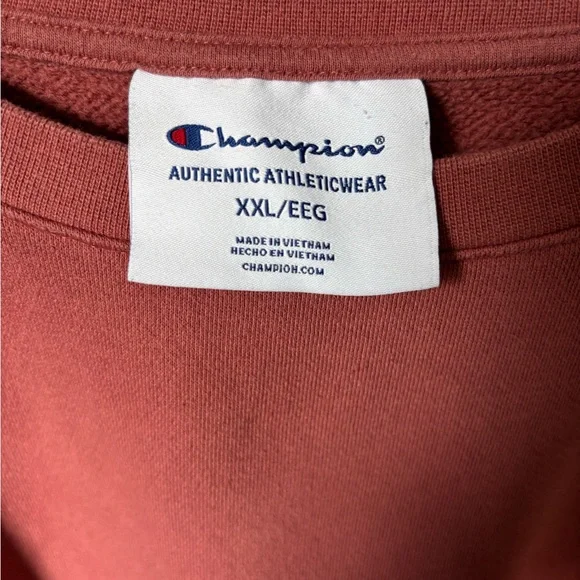 Champion®
AUTHENTIC ATHLETICWEAR
XXL/EEG
MADE IN VIETNAM
HECHO EN VIETNAM
CHAMPION.COM